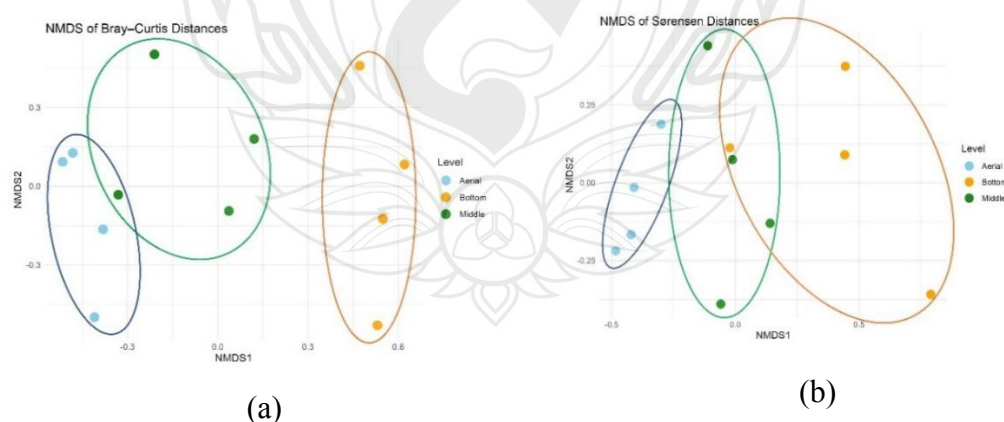 NMDS of Bray–Curtis Distances
0.3
0.0
-0.3
NMDS2
-0.3
0.0
0.3
0.6
NMDS1
Level
Aerial
Bottom
Middle
(a)
NMDS of Sørensen Distances
0.25
0.00
-0.25
NMDS2
-0.5
0.0
0.5
NMDS1
Level
Aerial
Bottom
Middle
(b)